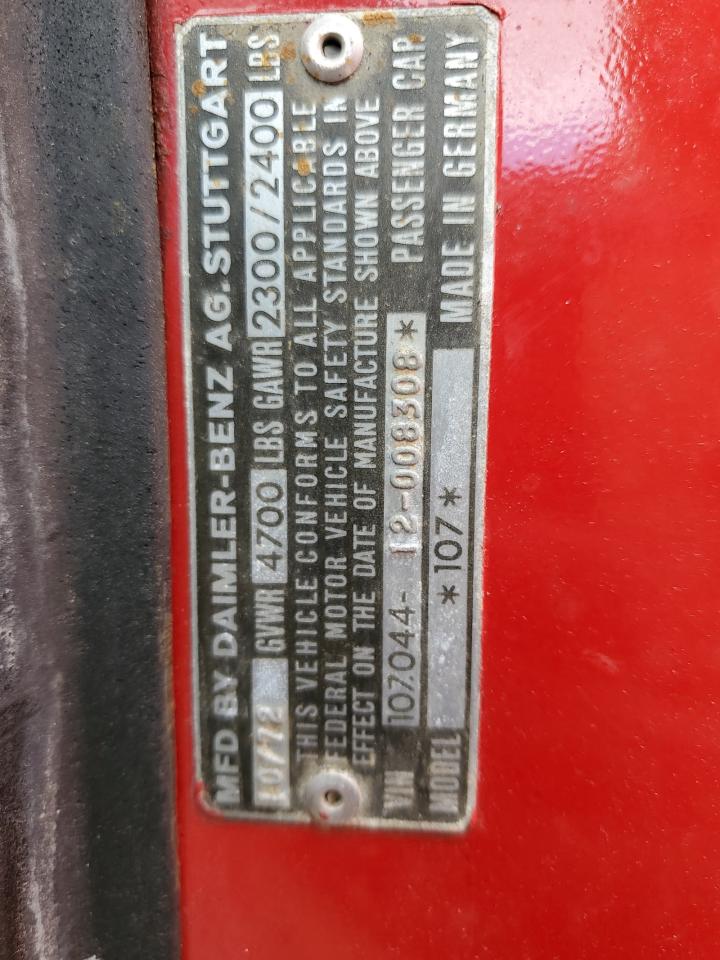 MFD BY DAIMLER-BENZ AG. STUTTGART
10/72 GVWR 4700 LBS GAWR 2300/2400 LBS
THIS VEHICLE CONFORMS TO ALL APPLICABLE
FEDERAL MOTOR VEHICLE SAFETY STANDARDS IN
EFFECT ON THE DATE OF MANUFACTURE SHOWN ABOVE
VIN 107.044- 12-008308* PASSENGER CAR
MODEL *107* MADE IN GERMANY